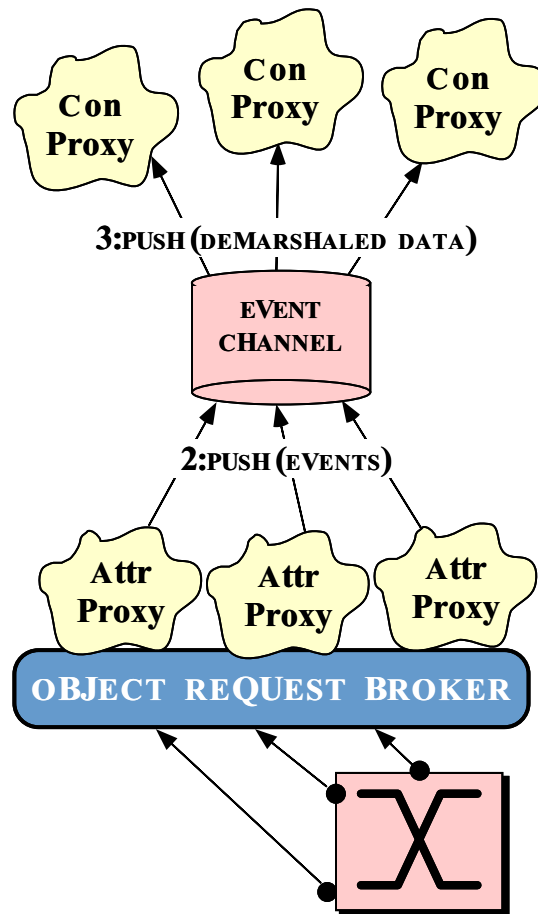 Con
Proxy
Con
Proxy
Con
Proxy
3:PUSH (DEMARSHALED DATA)
EVENT
CHANNEL
2:PUSH (EVENTS)
Attr
Proxy
Attr
Proxy
Attr
Proxy
OBJECT REQUEST BROKER